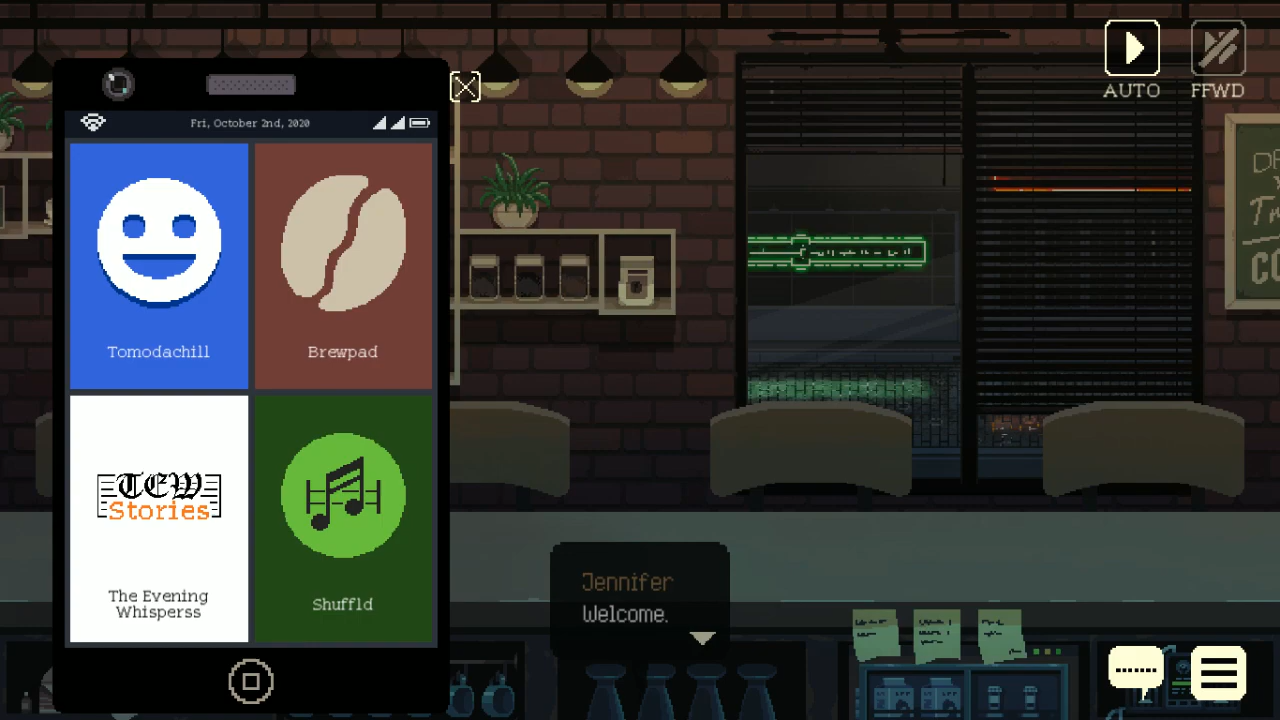 Fri, October 2nd, 2020
AUTO
FFWD
Tomodachill
Brewpad
TEW
Stories
The Evening
Whisperss
Shuffld
Jennifer
Welcome.